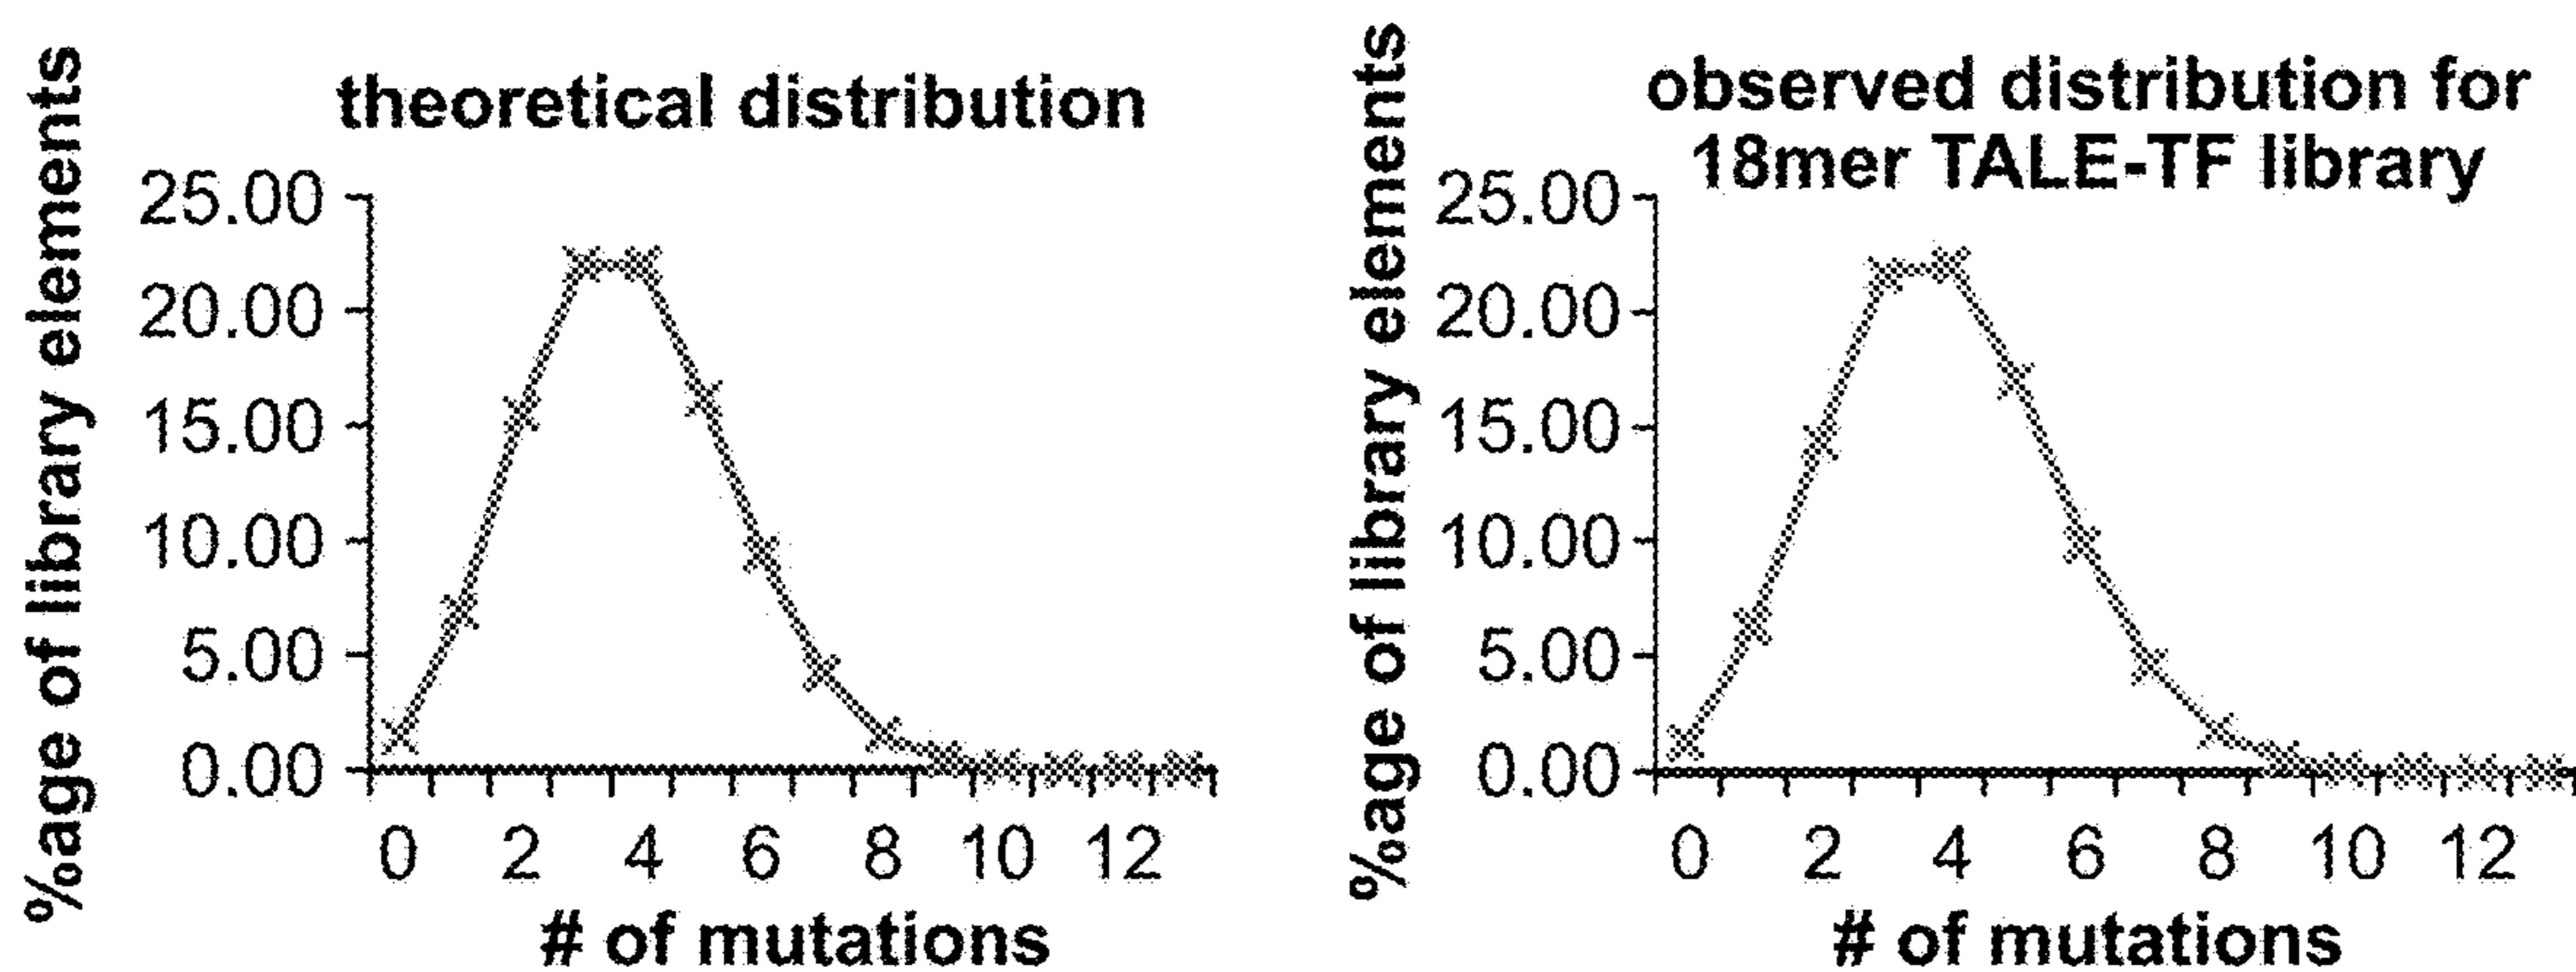 theoretical distribution
%age of library elements
25.00
20.00
15.00
10.00
5.00
0.00
0 2 4 6 8 10 12
# of mutations
observed distribution for
18mer TALE-TF library
%age of library elements
25.00
20.00
15.00
10.00
5.00
0.00
0 2 4 6 8 10 12
# of mutations